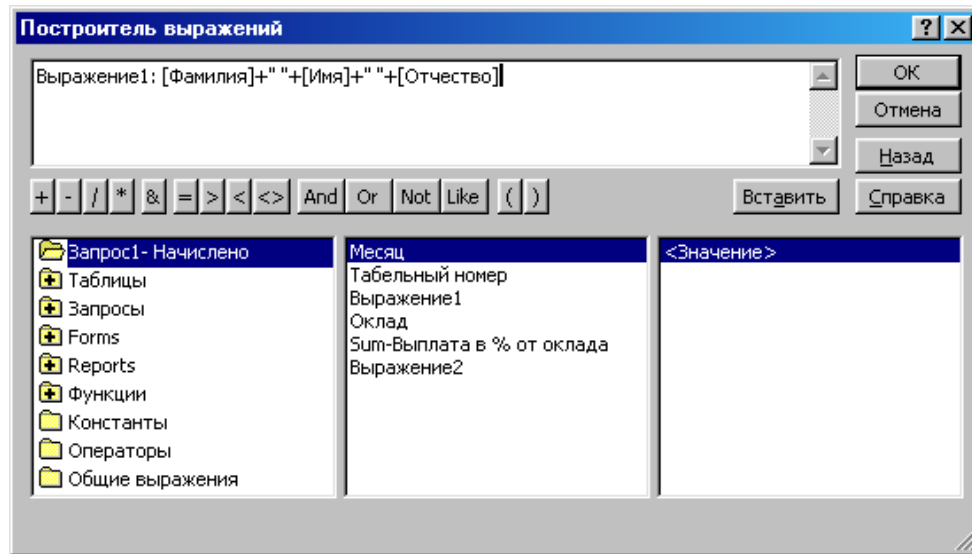 Построитель выражений
? ×
Выражение1: [Фамилия]+" "+[Имя]+" "+[Отчество]
OK
Отмена
Назад
+ - / * & = > < <> And Or Not Like ( ) Вставить Справка
Запрос1- Начислено
Таблицы
Запросы
Forms
Reports
Функции
Константы
Операторы
Общие выражения
Месяц
Табельный номер
Выражение1
Оклад
Sum-Выплата в % от оклада
Выражение2
<Значение>